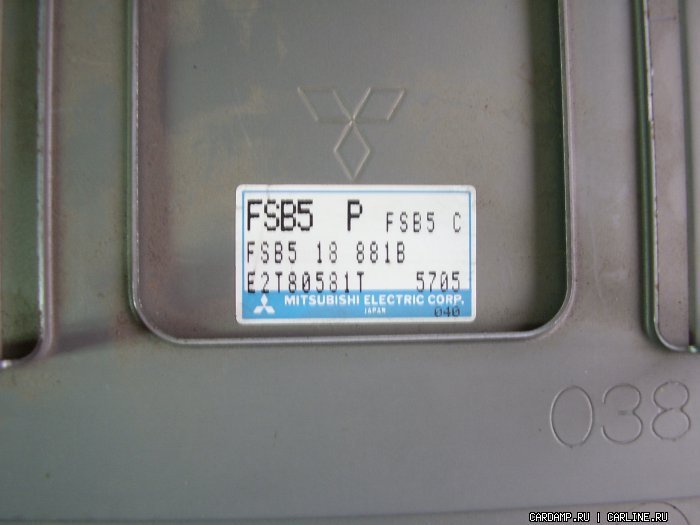 FSB5 P FSB5 C
FSB5 18 881B
E2T80581T 5705
MITSUBISHI ELECTRIC CORP.
JAPAN 040
038
CARDAMP.RU | CARLINE.RU